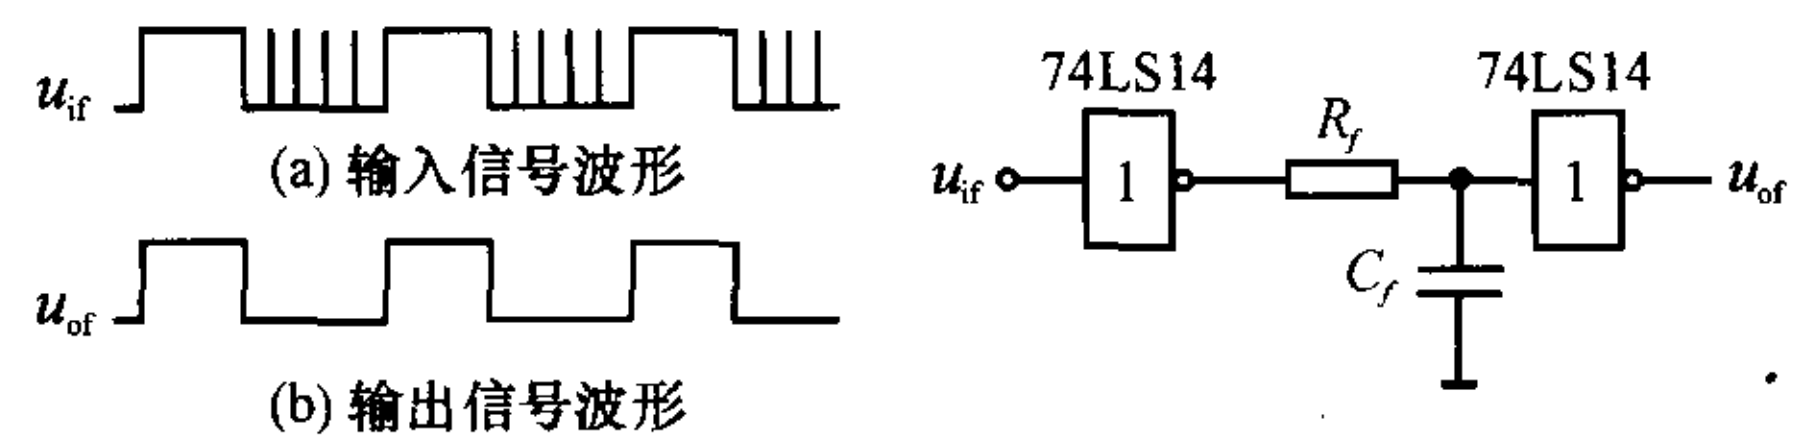 u_if
(a) 输入信号波形
u_of
(b) 输出信号波形
74LS14 74LS14
R_f
u_if 1 1 u_of
C_f